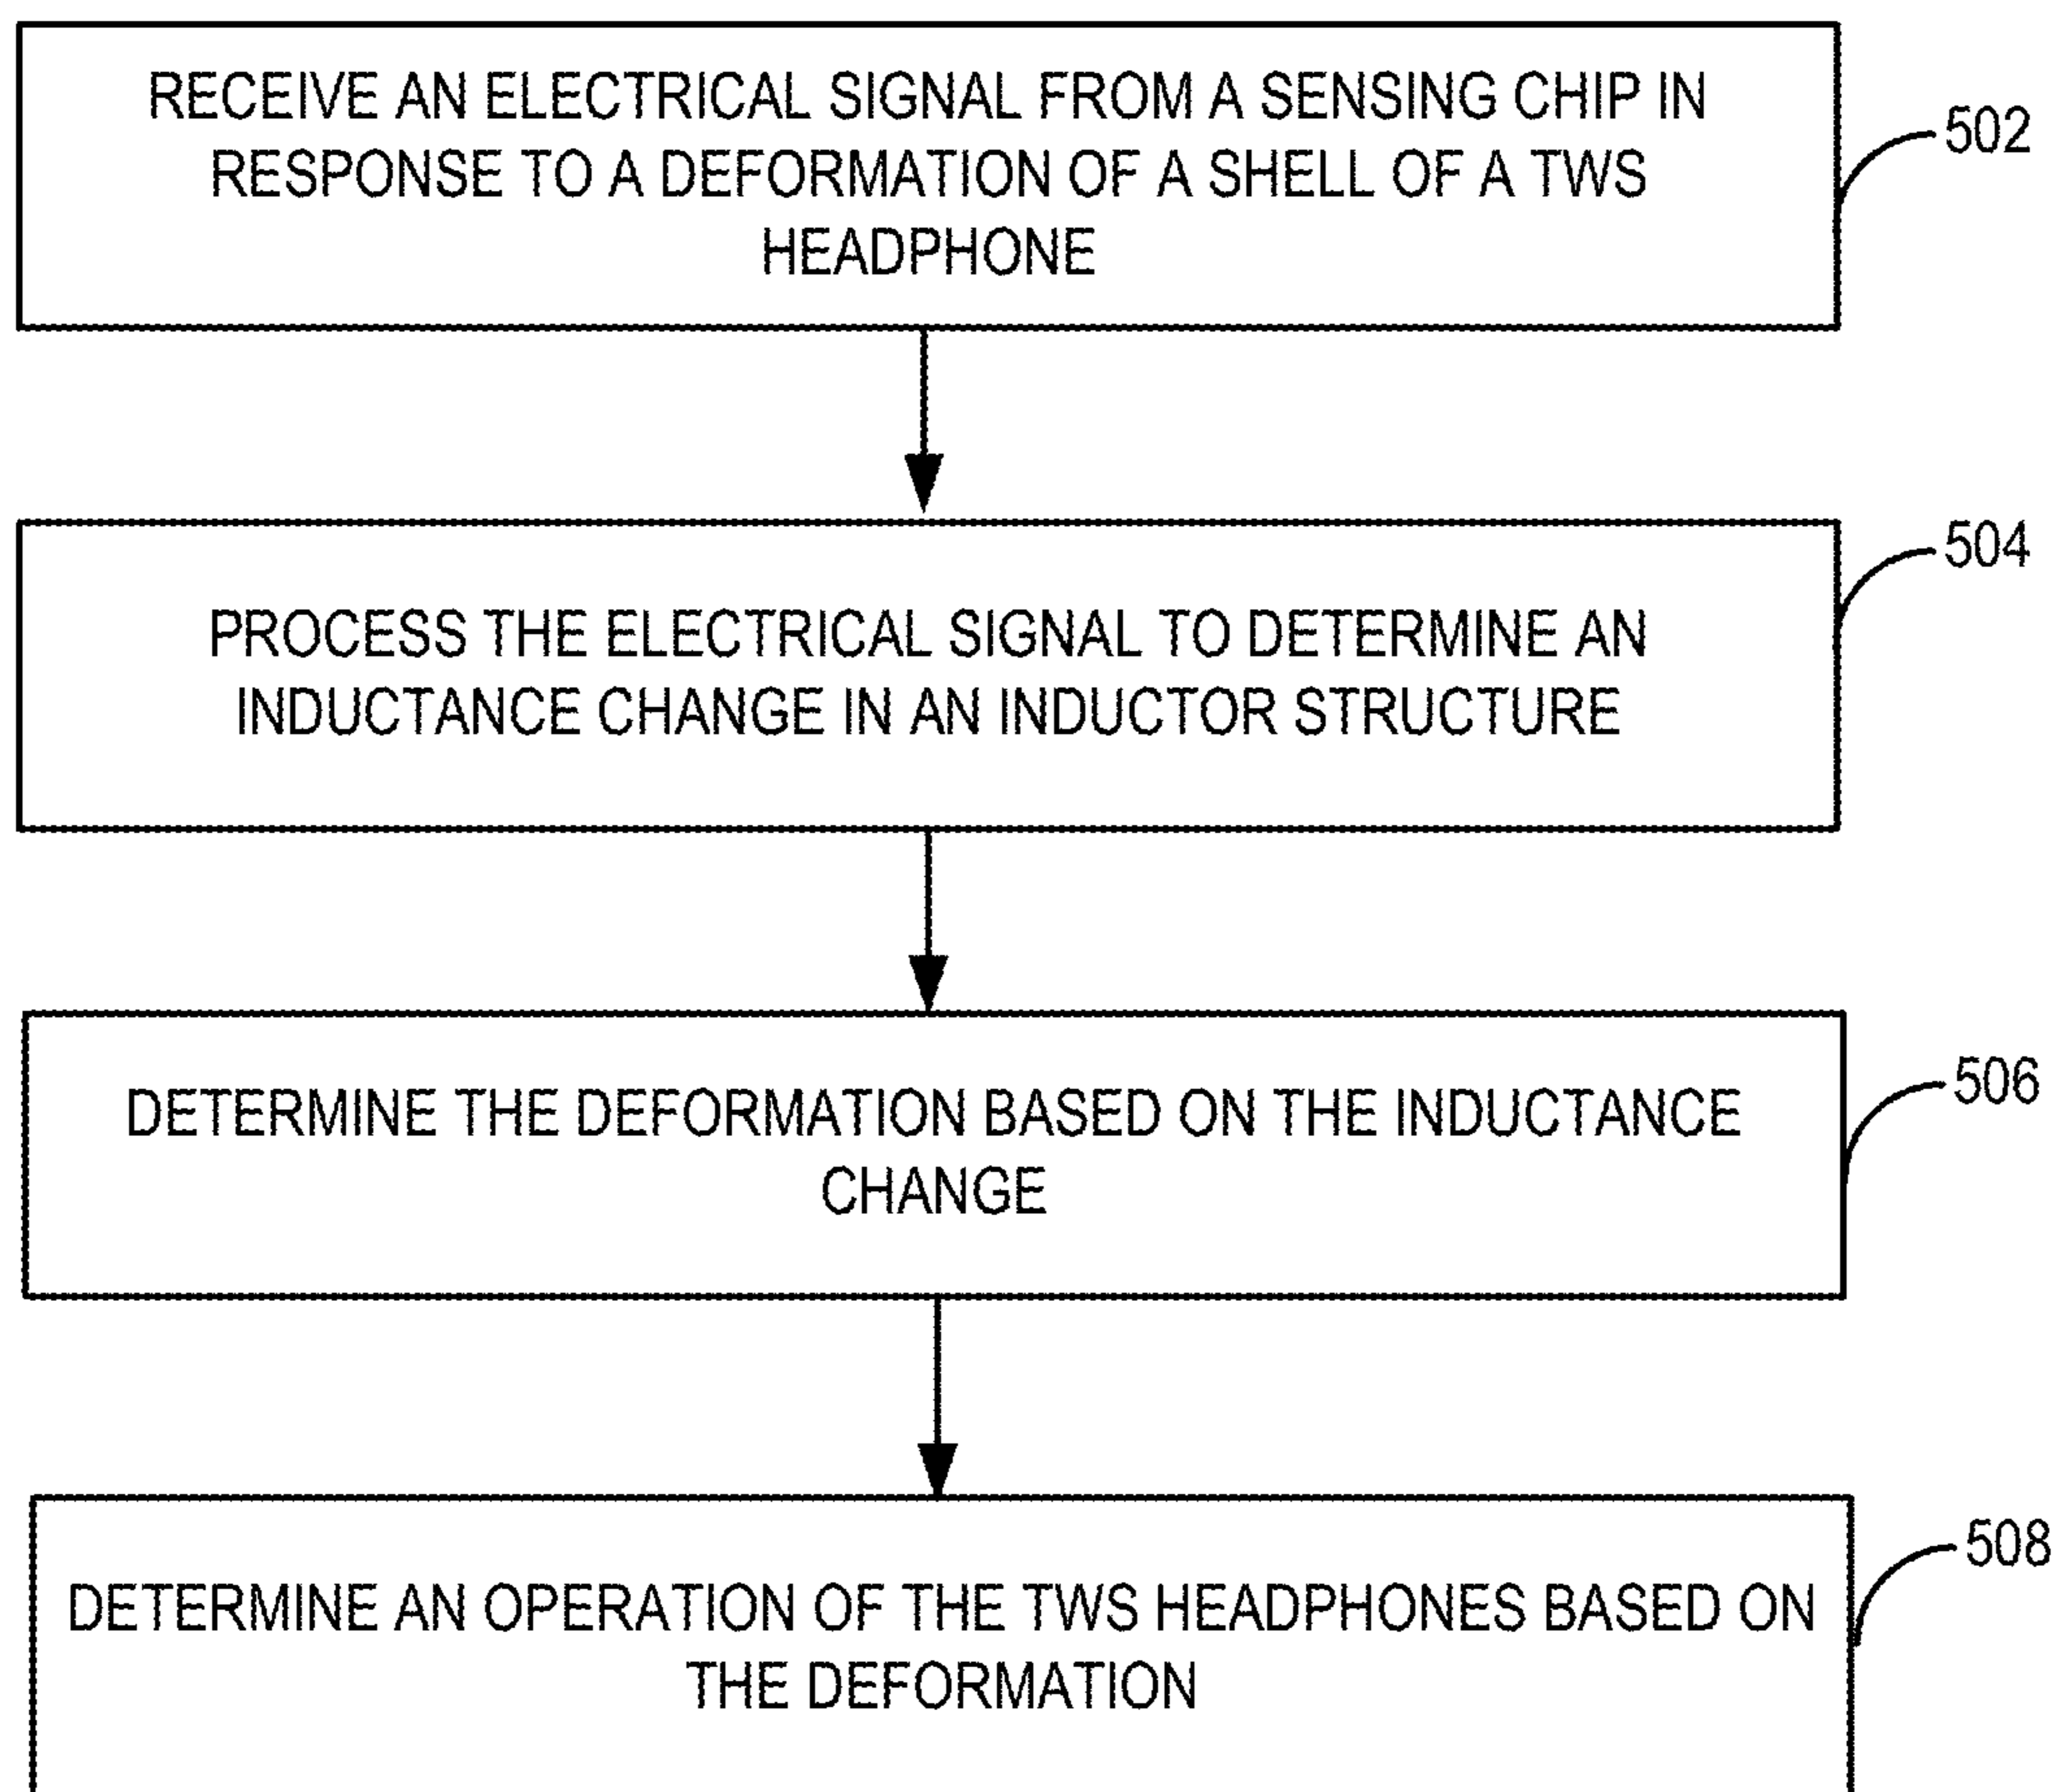 RECEIVE AN ELECTRICAL SIGNAL FROM A SENSING CHIP IN
RESPONSE TO A DEFORMATION OF A SHELL OF A TWS
HEADPHONE
502
PROCESS THE ELECTRICAL SIGNAL TO DETERMINE AN
INDUCTANCE CHANGE IN AN INDUCTOR STRUCTURE
504
DETERMINE THE DEFORMATION BASED ON THE INDUCTANCE
CHANGE
506
DETERMINE AN OPERATION OF THE TWS HEADPHONES BASED ON
THE DEFORMATION
508